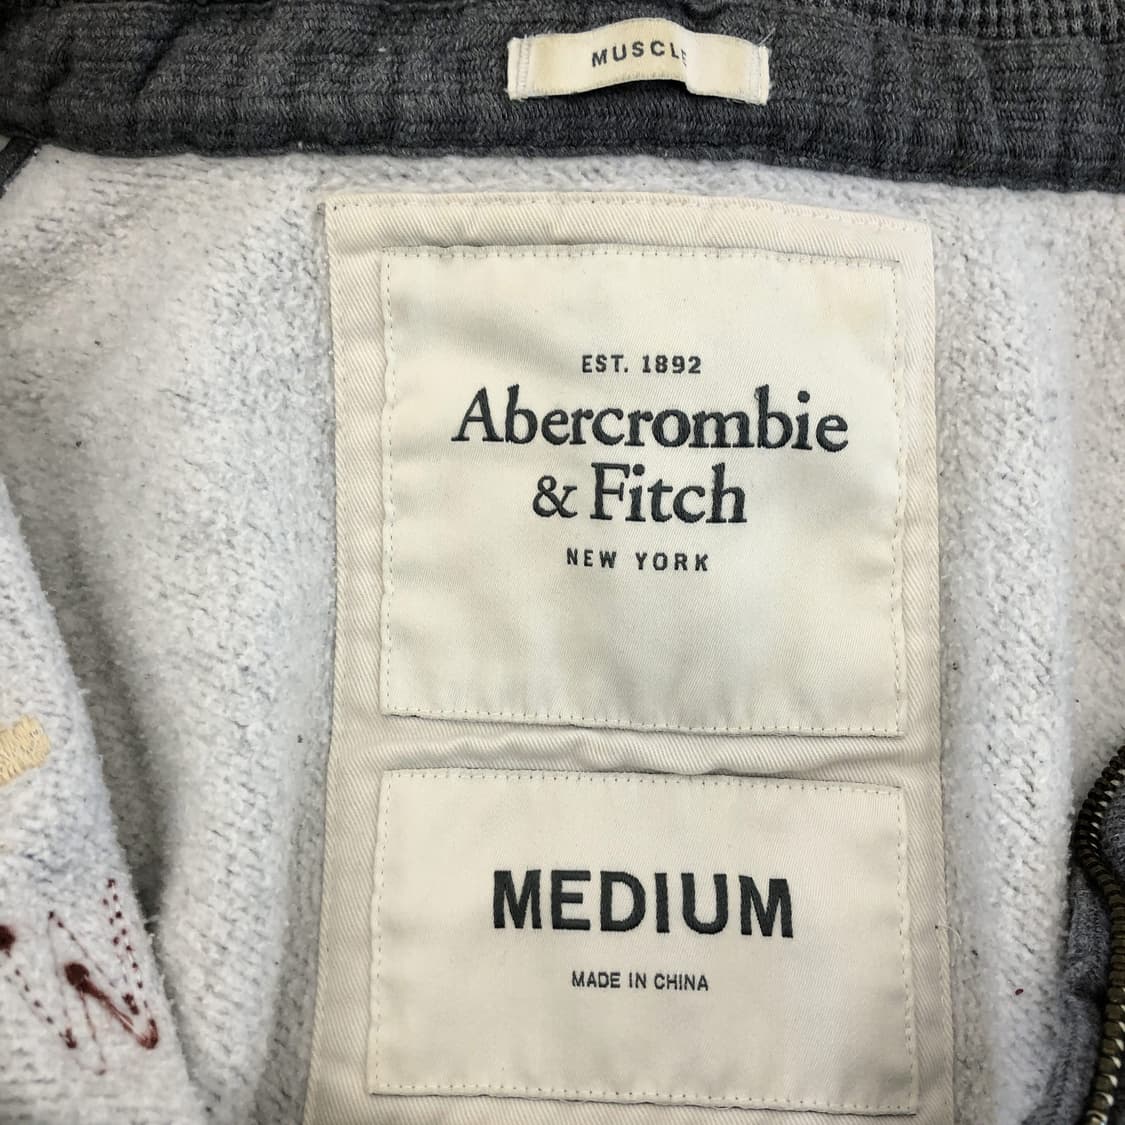 MUSCLE
EST. 1892
Abercrombie
& Fitch
NEW YORK
MEDIUM
MADE IN CHINA